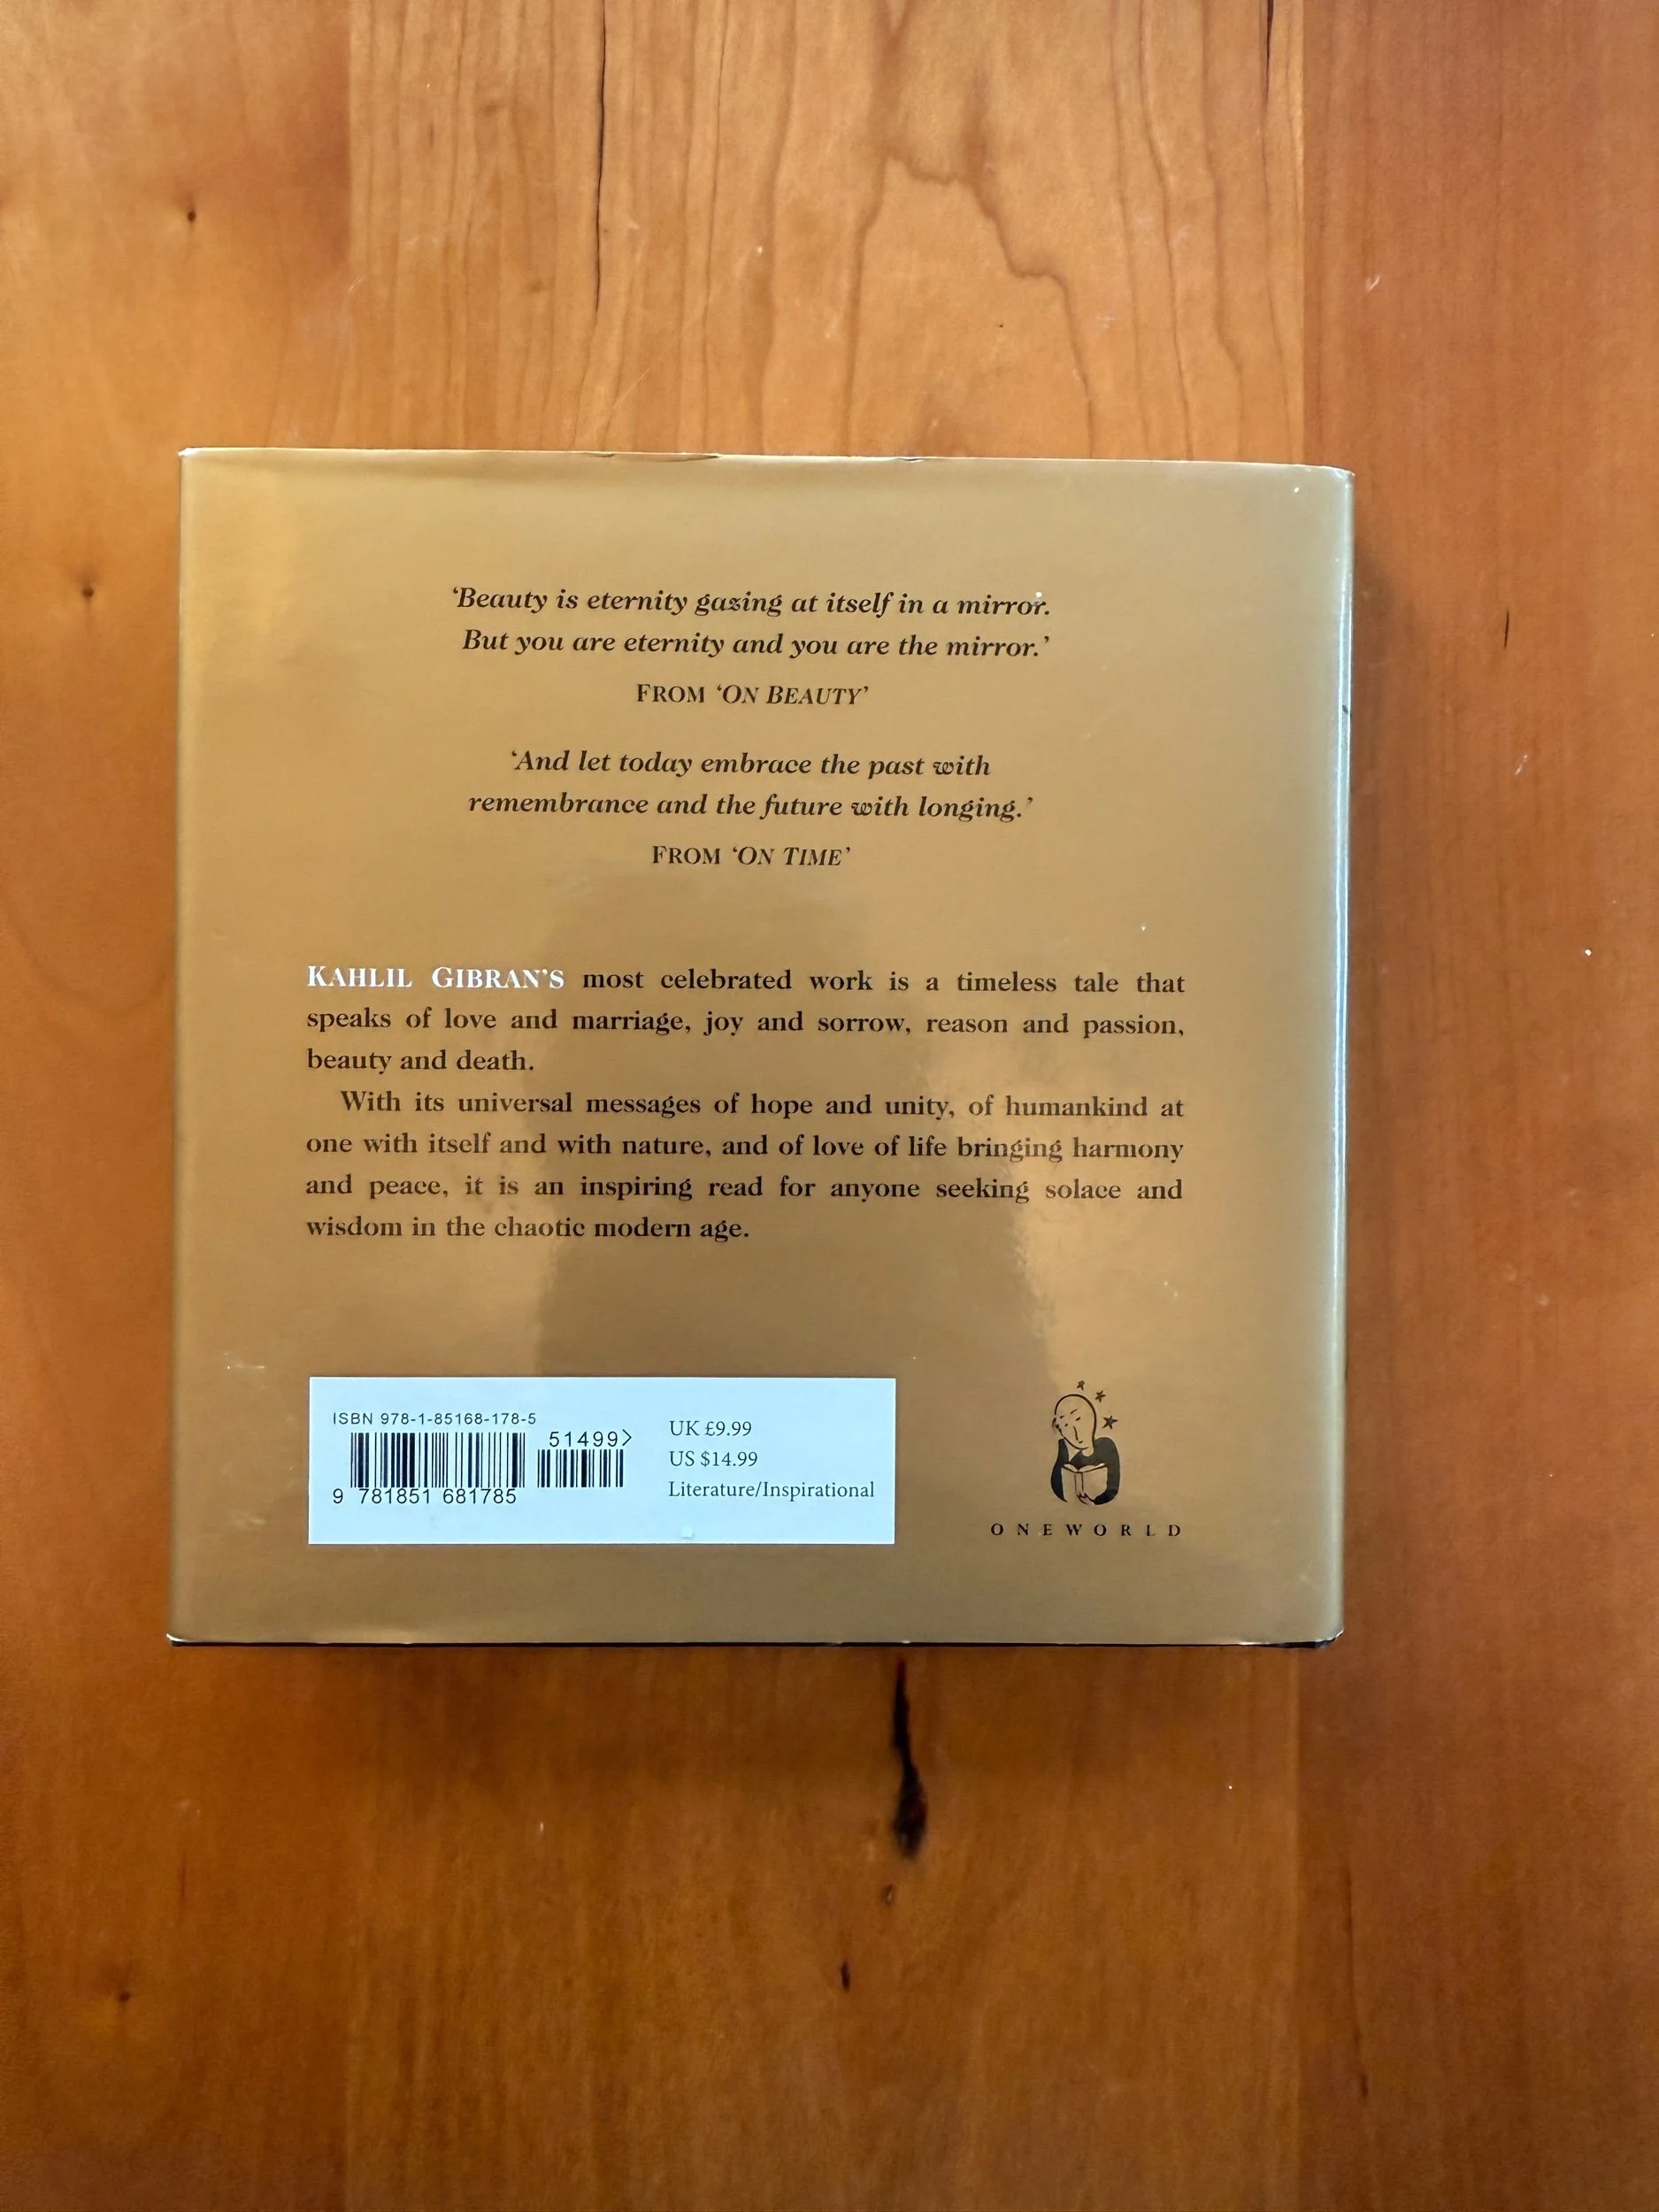 ‘Beauty is eternity gazing at itself in a mirror.
But you are eternity and you are the mirror.’
FROM ‘ON BEAUTY’
‘And let today embrace the past with
remembrance and the future with longing.’
FROM ‘ON TIME’
KAHLIL GIBRAN’S most celebrated work is a timeless tale that
speaks of love and marriage, joy and sorrow, reason and passion,
beauty and death.
With its universal messages of hope and unity, of humankind at
one with itself and with nature, and of love of life bringing harmony
and peace, it is an inspiring read for anyone seeking solace and
wisdom in the chaotic modern age.
ISBN 978-1-85168-178-5
51499>
9 781851 681785
UK £9.99
US $14.99
Literature/Inspirational
ONEWORLD